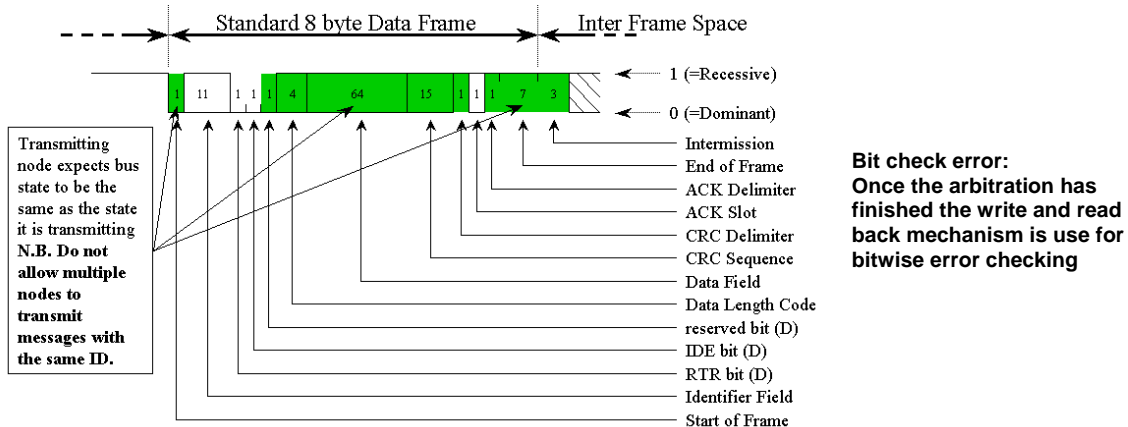 Standard 8 byte Data Frame
Inter Frame Space
1 (=Recessive)
1 11 1 1 1 4 64 15 1 1 1 7 3
0 (=Dominant)
Transmitting
node expects bus
state to be the
same as the state
it is transmitting
N.B. Do not
allow multiple
nodes to
transmit
messages with
the same ID.
Intermission
End of Frame
ACK Delimiter
ACK Slot
CRC Delimiter
CRC Sequence
Data Field
Data Length Code
reserved bit (D)
IDE bit (D)
RTR bit (D)
Identifier Field
Start of Frame
Bit check error:
Once the arbitration has
finished the write and read
back mechanism is use for
bitwise error checking